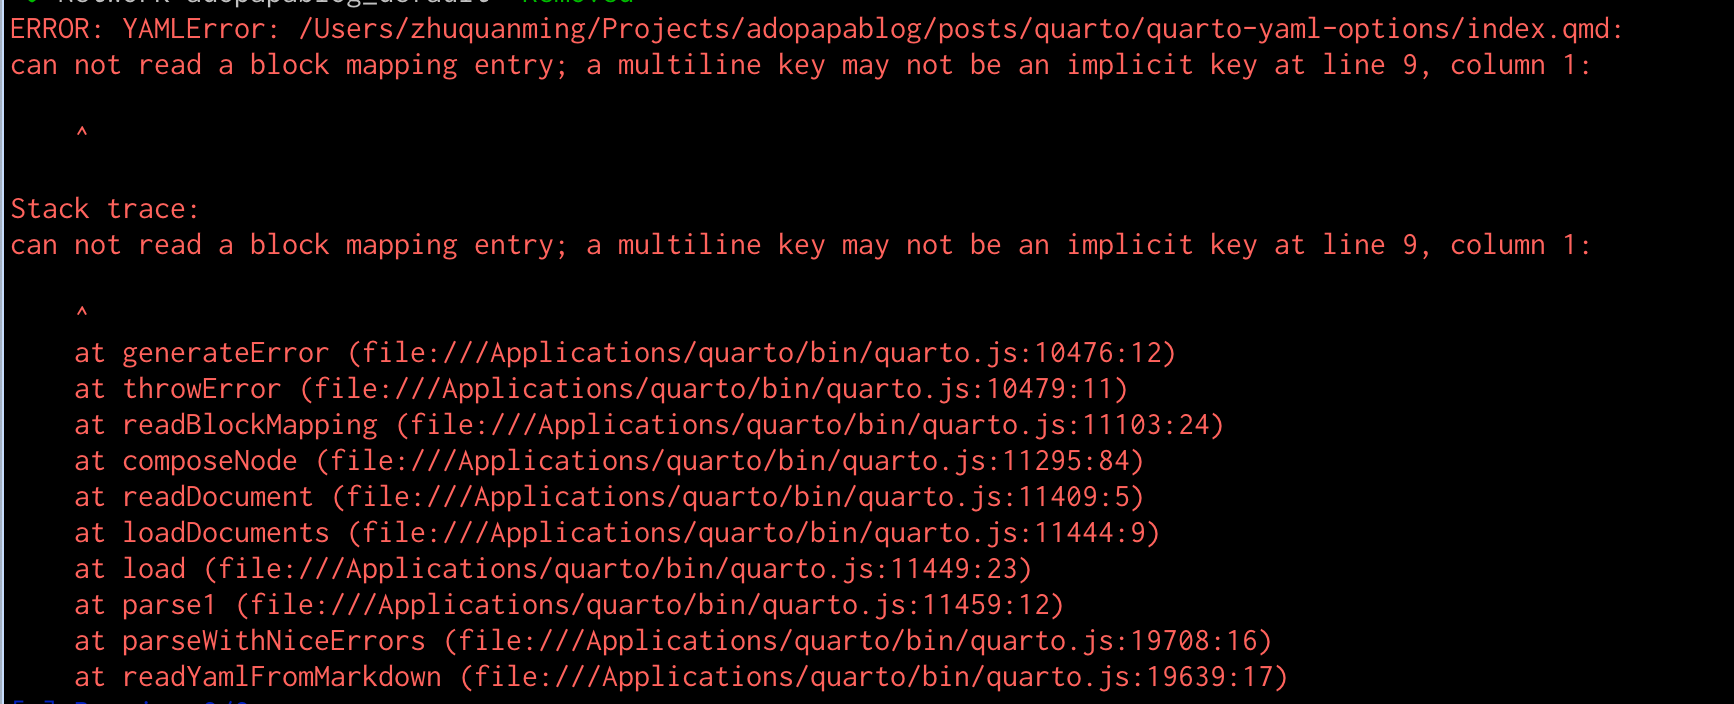 Network adopapablog_default Removed
ERROR: YAMLError: /Users/zhuquanming/Projects/adopapablog/posts/quarto/quarto-yaml-options/index.qmd:
can not read a block mapping entry; a multiline key may not be an implicit key at line 9, column 1:
^
Stack trace:
can not read a block mapping entry; a multiline key may not be an implicit key at line 9, column 1:
^
at generateError (file:///Applications/quarto/bin/quarto.js:10476:12)
at throwError (file:///Applications/quarto/bin/quarto.js:10479:11)
at readBlockMapping (file:///Applications/quarto/bin/quarto.js:11103:24)
at composeNode (file:///Applications/quarto/bin/quarto.js:11295:84)
at readDocument (file:///Applications/quarto/bin/quarto.js:11409:5)
at loadDocuments (file:///Applications/quarto/bin/quarto.js:11444:9)
at load (file:///Applications/quarto/bin/quarto.js:11449:23)
at parse1 (file:///Applications/quarto/bin/quarto.js:11459:12)
at parseWithNiceErrors (file:///Applications/quarto/bin/quarto.js:19708:16)
at readYamlFromMarkdown (file:///Applications/quarto/bin/quarto.js:19639:17)